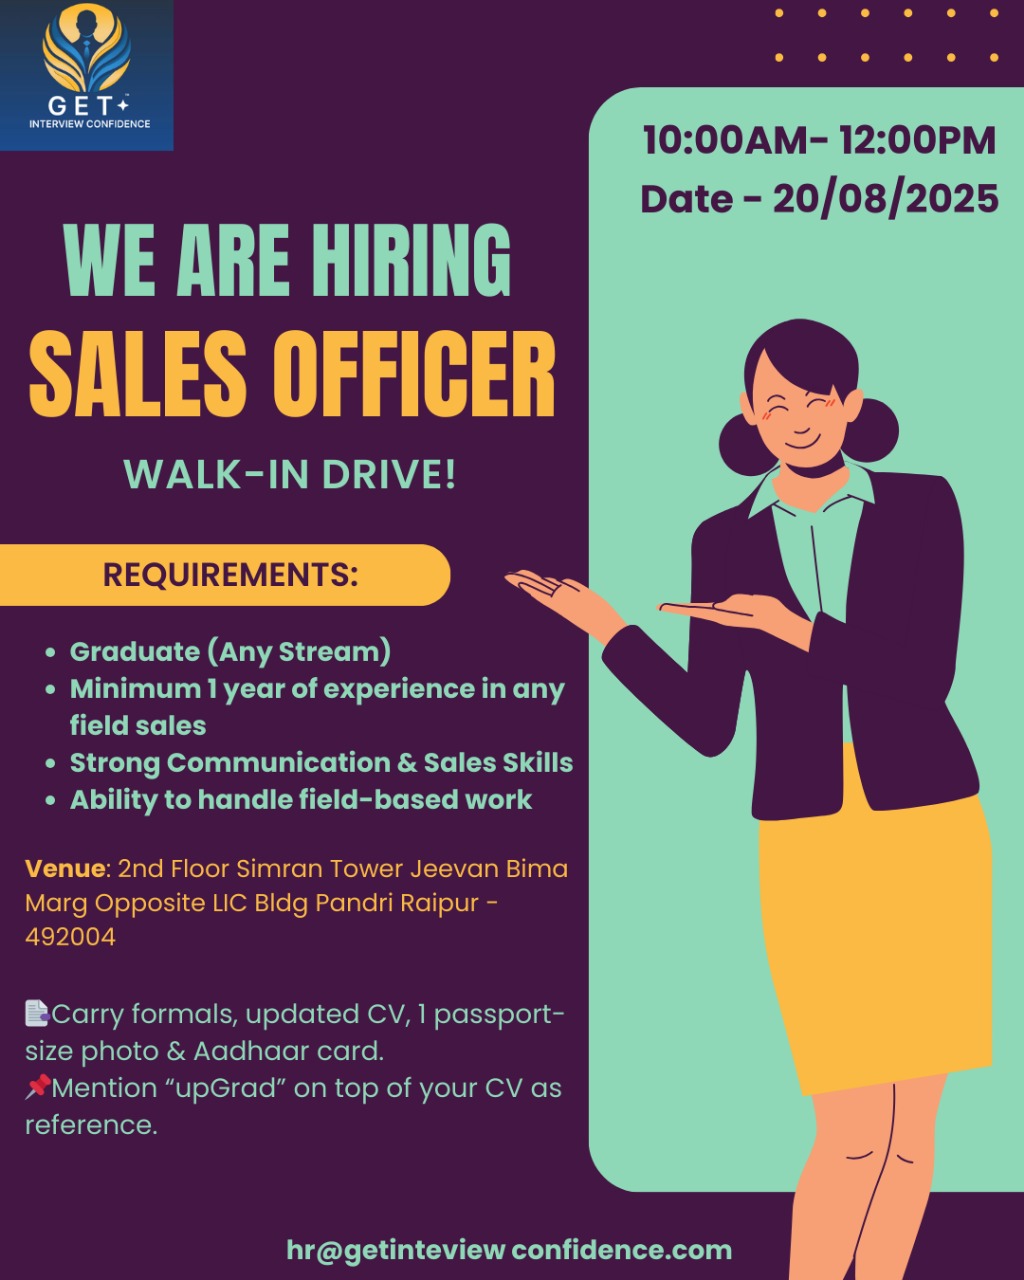 GET
™
INTERVIEW CONFIDENCE
10:00AM- 12:00PM
Date - 20/08/2025
WE ARE HIRING
SALES OFFICER
WALK-IN DRIVE!
REQUIREMENTS:
• Graduate (Any Stream)
• Minimum 1 year of experience in any
field sales
• Strong Communication & Sales Skills
• Ability to handle field-based work
Venue: 2nd Floor Simran Tower Jeevan Bima
Marg Opposite LIC Bldg Pandri Raipur -
492004
Carry formals, updated CV, 1 passport-
size photo & Aadhaar card.
📌Mention “upGrad” on top of your CV as
reference.
hr@getinteview confidence.com